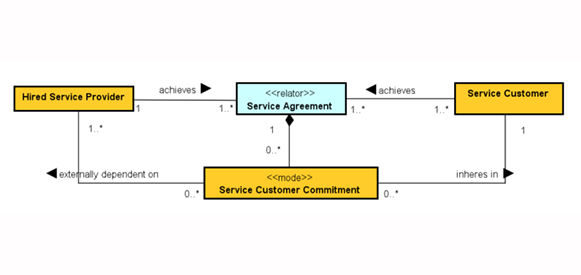 Hired Service Provider
achieves
1
1..*
<<relator>>
Service Agreement
achieves
1..*
1..*
Service Customer
1..*
1
1
0..*
externally dependent on
0..*
<<mode>>
Service Customer Commitment
0..*
inheres in